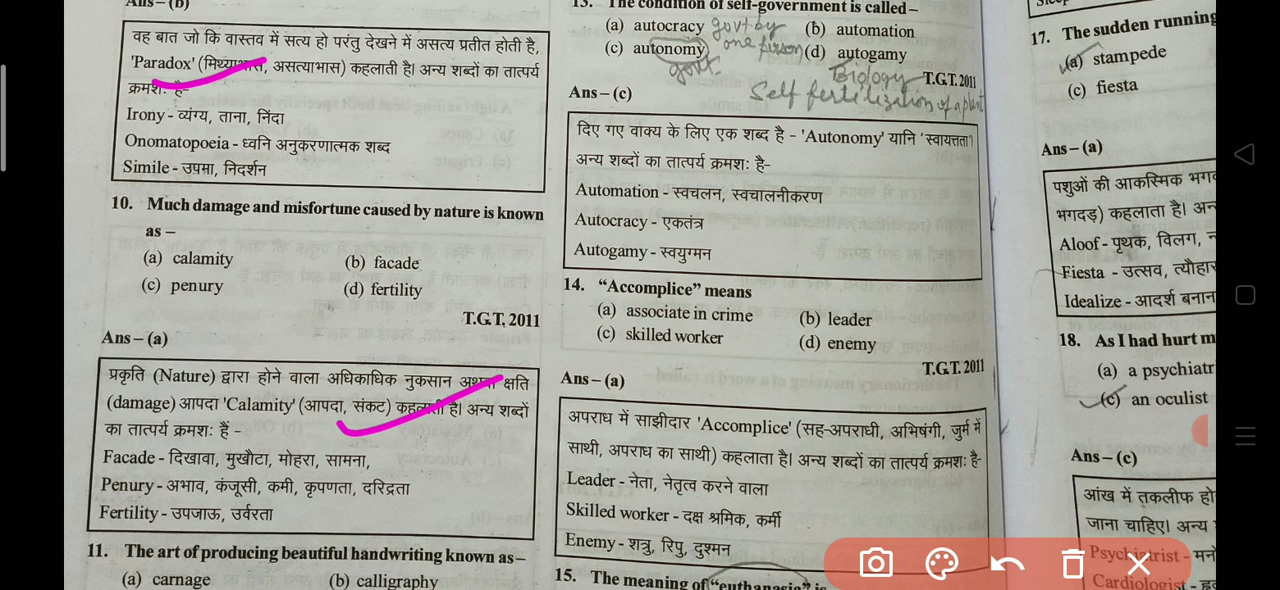 Ans–(b)
वह बात जो कि वास्तव में सत्य हो परंतु देखने में असत्य प्रतीत होती है,
'Paradox' (मिथ्याभास, असत्याभास) कहलाती है। अन्य शब्दों का तात्पर्य
क्रमशः है-
Irony - व्यंग्य, ताना, निंदा
Onomatopoeia - ध्वनि अनुकरणात्मक शब्द
Simile - उपमा, निदर्शन
10. Much damage and misfortune caused by nature is known
as –
(a) calamity (b) facade
(c) penury (d) fertility
T.G.T, 2011
Ans – (a)
प्रकृति (Nature) द्वारा होने वाला अधिकाधिक नुकसान अथवा क्षति
(damage) आपदा 'Calamity' (आपदा, संकट) कहलाती है। अन्य शब्दों
का तात्पर्य क्रमशः हैं -
Facade - दिखावा, मुखौटा, मोहरा, सामना,
Penury - अभाव, कंजूसी, कमी, कृपणता, दरिद्रता
Fertility - उपजाऊ, उर्वरता
11. The art of producing beautiful handwriting known as –
(a) carnage (b) calligraphy
13. The condition of self-government is called –
(a) autocracy govt by (b) automation
(c) autonomy one person (d) autogamy
govt. Biology T.G.T. 2011
Ans – (c) Self fertilization of a plant
दिए गए वाक्य के लिए एक शब्द है - 'Autonomy' यानि 'स्वायत्तता'
अन्य शब्दों का तात्पर्य क्रमशः है-
Automation - स्वचलन, स्वचालनीकरण
Autocracy - एकतंत्र
Autogamy - स्वयुग्मन
14. “Accomplice” means
(a) associate in crime (b) leader
(c) skilled worker (d) enemy
T.G.T. 2011
Ans – (a)
अपराध में साझीदार 'Accomplice' (सह-अपराधी, अभिषंगी, जुर्म में
साथी, अपराध का साथी) कहलाता है। अन्य शब्दों का तात्पर्य क्रमशः है-
Leader - नेता, नेतृत्व करने वाला
Skilled worker - दक्ष श्रमिक, कर्मी
Enemy - शत्रु, रिपु, दुश्मन
15. The meaning of “euthanasia” is
17. The sudden running
(a) stampede
(c) fiesta
Ans – (a)
पशुओं की आकस्मिक
भगदड़) कहलाता है।
Aloof - पृथक, विलग,
Fiesta - उत्सव,
Idealize - आदर्श
18. As I had hurt
(a) a
(c) an oculist
Ans – (c)
आंख में तकलीफ
जाना चाहिए। अन्य
Psychiatrist -
Cardiologist -